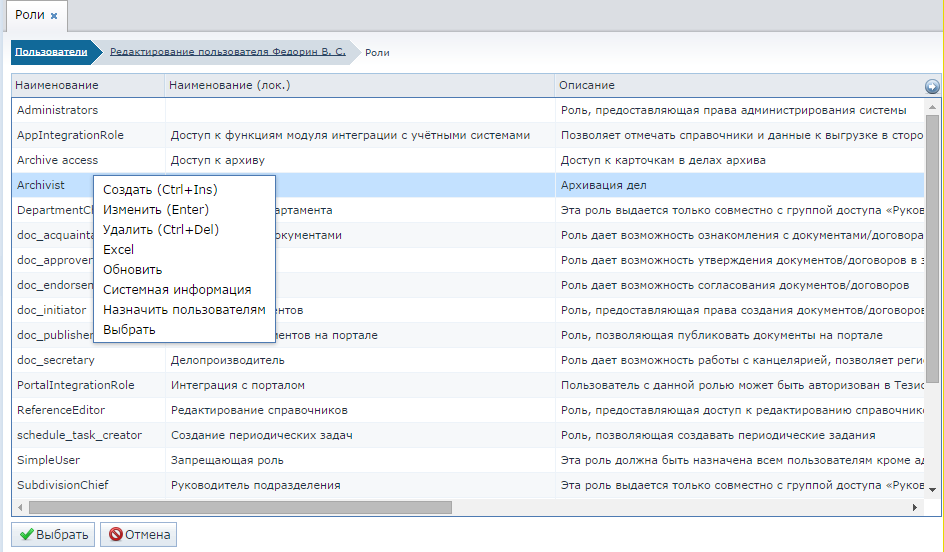 Роли
Пользователи Редактирование пользователя Федорин В. С. Роли
Наименование Наименование (лок.) Описание
Administrators Роль, предоставляющая права администрирования системы
AppIntegrationRole Доступ к функциям модуля интеграции с учётными системами Позволяет отмечать справочники и данные к выгрузке в сторо
Archive access Доступ к архиву Доступ к карточкам в делах архива
Archivist Архивация дел
DepartmentCh артамента Эта роль выдается только совместно с группой доступа «Руков
doc_acquainta окументами Роль дает возможность ознакомления с документами/договора
doc_approver Роль дает возможность утверждения документов/договоров в з
doc_endorsem Роль дает возможность согласования документов/договоров
doc_initiator ентов Роль, предоставляющая права создания документов/договоров
doc_publisher ментов на портале Роль, позволяющая публиковать документы на портале
doc_secretary Делопроизводитель Роль дает возможность работы с канцелярией, позволяет реги
PortalIntegrationRole Интеграция с порталом Пользователь с данной ролью может быть авторизован в Тезис
ReferenceEditor Редактирование справочников Роль, предоставляющая доступ к редактированию справочнико
schedule_task_creator Создание периодических задач Роль, позволяющая создавать периодические задания
SimpleUser Запрещающая роль Эта роль должна быть назначена всем пользователям кроме ад
SubdivisionChief Руководитель подразделения Эта роль выдается только совместно с группой доступа «Руков
Создать (Ctrl+Ins)
Изменить (Enter)
Удалить (Ctrl+Del)
Excel
Обновить
Системная информация
Назначить пользователям
Выбрать
Выбрать Отмена